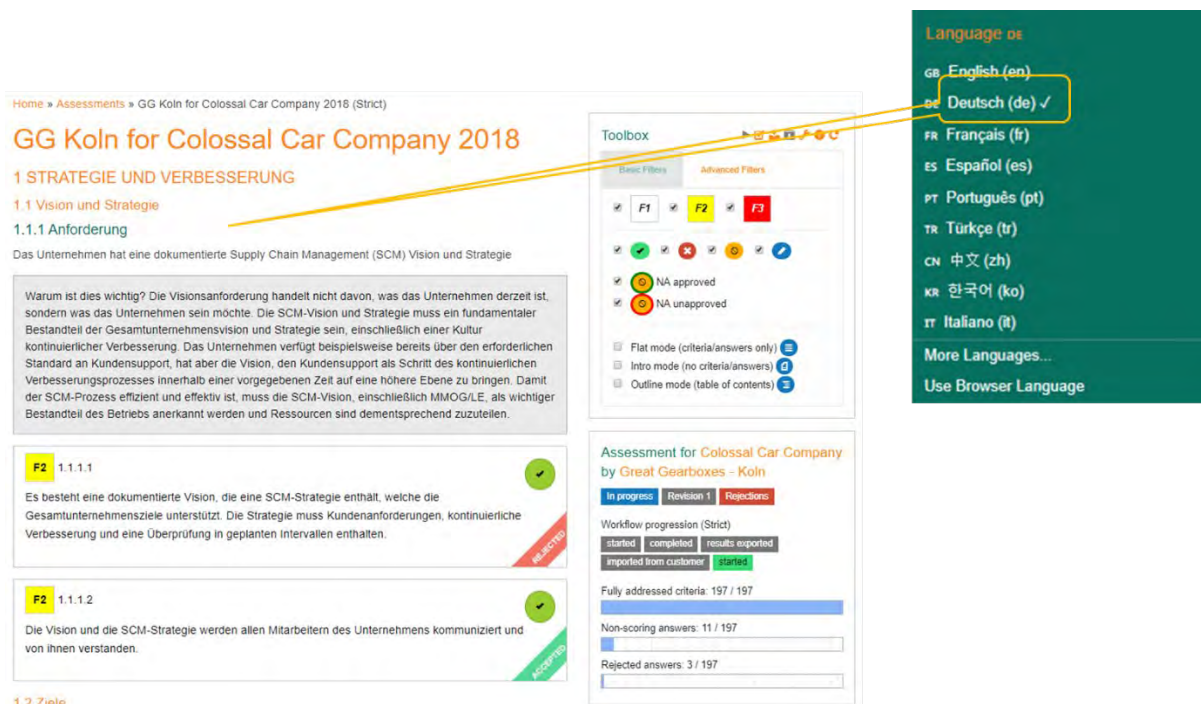 Home » Assessments » GG Koln for Colossal Car Company 2018 (Strict)
GG Koln for Colossal Car Company 2018
1 STRATEGIE UND VERBESSERUNG
1.1 Vision und Strategie
1.1.1 Anforderung
Das Unternehmen hat eine dokumentierte Supply Chain Management (SCM) Vision und Strategie
Warum ist dies wichtig? Die Visionsanforderung handelt nicht davon, was das Unternehmen derzeit ist,
sondern was das Unternehmen sein möchte. Die SCM-Vision und Strategie muss ein fundamentaler
Bestandteil der Gesamtunternehmensvision und Strategie sein, einschließlich einer Kultur
kontinuierlicher Verbesserung. Das Unternehmen verfügt beispielsweise bereits über den erforderlichen
Standard an Kundensupport, hat aber die Vision, den Kundensupport als Schritt des kontinuierlichen
Verbesserungsprozesses innerhalb einer vorgegebenen Zeit auf eine höhere Ebene zu bringen. Damit
der SCM-Prozess effizient und effektiv ist, muss die SCM-Vision, einschließlich MMOG/LE, als wichtiger
Bestandteil des Betriebs anerkannt werden und Ressourcen sind dementsprechend zuzuteilen.
F2 1.1.1.1
Es besteht eine dokumentierte Vision, die eine SCM-Strategie enthält, welche die
Gesamtunternehmensziele unterstützt. Die Strategie muss Kundenanforderungen, kontinuierliche
Verbesserung und eine Überprüfung in geplanten Intervallen enthalten.
REJECTED
F2 1.1.1.2
Die Vision und die SCM-Strategie werden allen Mitarbeitern des Unternehmens kommuniziert und
von ihnen verstanden.
ACCEPTED
1.2 Ziele
Toolbox
Basic Filters Advanced Filters
F1 F2 F3
NA approved
NA unapproved
Flat mode (criteria/answers only)
Intro mode (no criteria/answers)
Outline mode (table of contents)
Assessment for Colossal Car Company
by Great Gearboxes - Koln
In progress Revision 1 Rejections
Workflow progression (Strict)
started completed results exported
imported from customer started
Fully addressed criteria: 197 / 197
Non-scoring answers: 11 / 197
Rejected answers: 3 / 197
Language DE
GB English (en)
DE Deutsch (de) ✓
FR Français (fr)
ES Español (es)
PT Português (pt)
TR Türkçe (tr)
CN 中文 (zh)
KR 한국어 (ko)
IT Italiano (it)
More Languages...
Use Browser Language